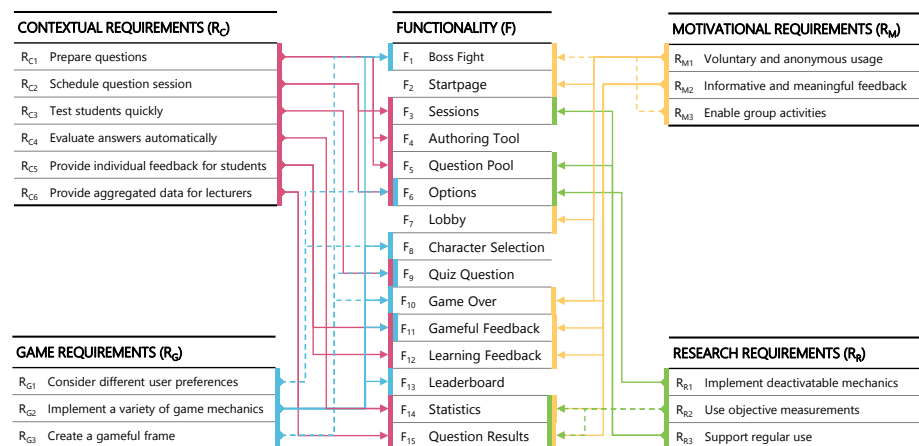 CONTEXTUAL REQUIREMENTS (RC)
RC1 Prepare questions
RC2 Schedule question session
RC3 Test students quickly
RC4 Evaluate answers automatically
RC5 Provide individual feedback for students
RC6 Provide aggregated data for lecturers
GAME REQUIREMENTS (RG)
RG1 Consider different user preferences
RG2 Implement a variety of game mechanics
RG3 Create a gameful frame
FUNCTIONALITY (F)
F1 Boss Fight
F2 Startpage
F3 Sessions
F4 Authoring Tool
F5 Question Pool
F6 Options
F7 Lobby
F8 Character Selection
F9 Quiz Question
F10 Game Over
F11 Gameful Feedback
F12 Learning Feedback
F13 Leaderboard
F14 Statistics
F15 Question Results
MOTIVATIONAL REQUIREMENTS (RM)
RM1 Voluntary and anonymous usage
RM2 Informative and meaningful feedback
RM3 Enable group activities
RESEARCH REQUIREMENTS (RR)
RR1 Implement deactivatable mechanics
RR2 Use objective measurements
RR3 Support regular use